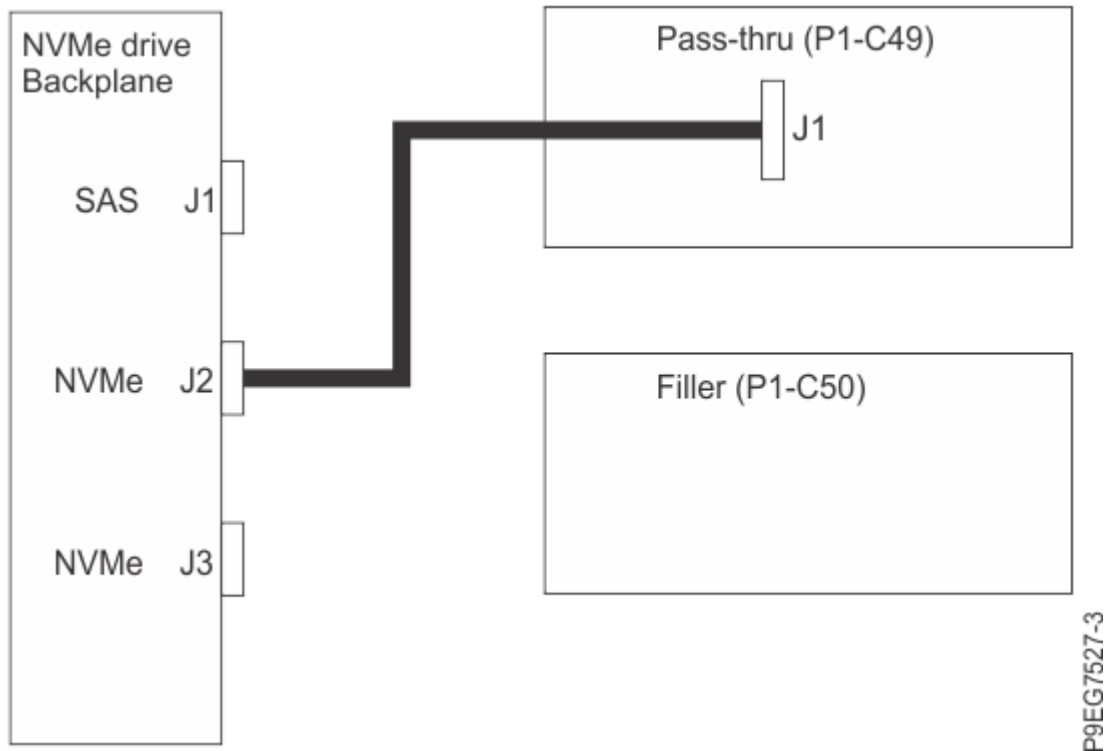 NVMe drive
Backplane
SAS J1
NVMe J2
NVMe J3
Pass-thru (P1-C49)
J1
Filler (P1-C50)
P9EG7527-3